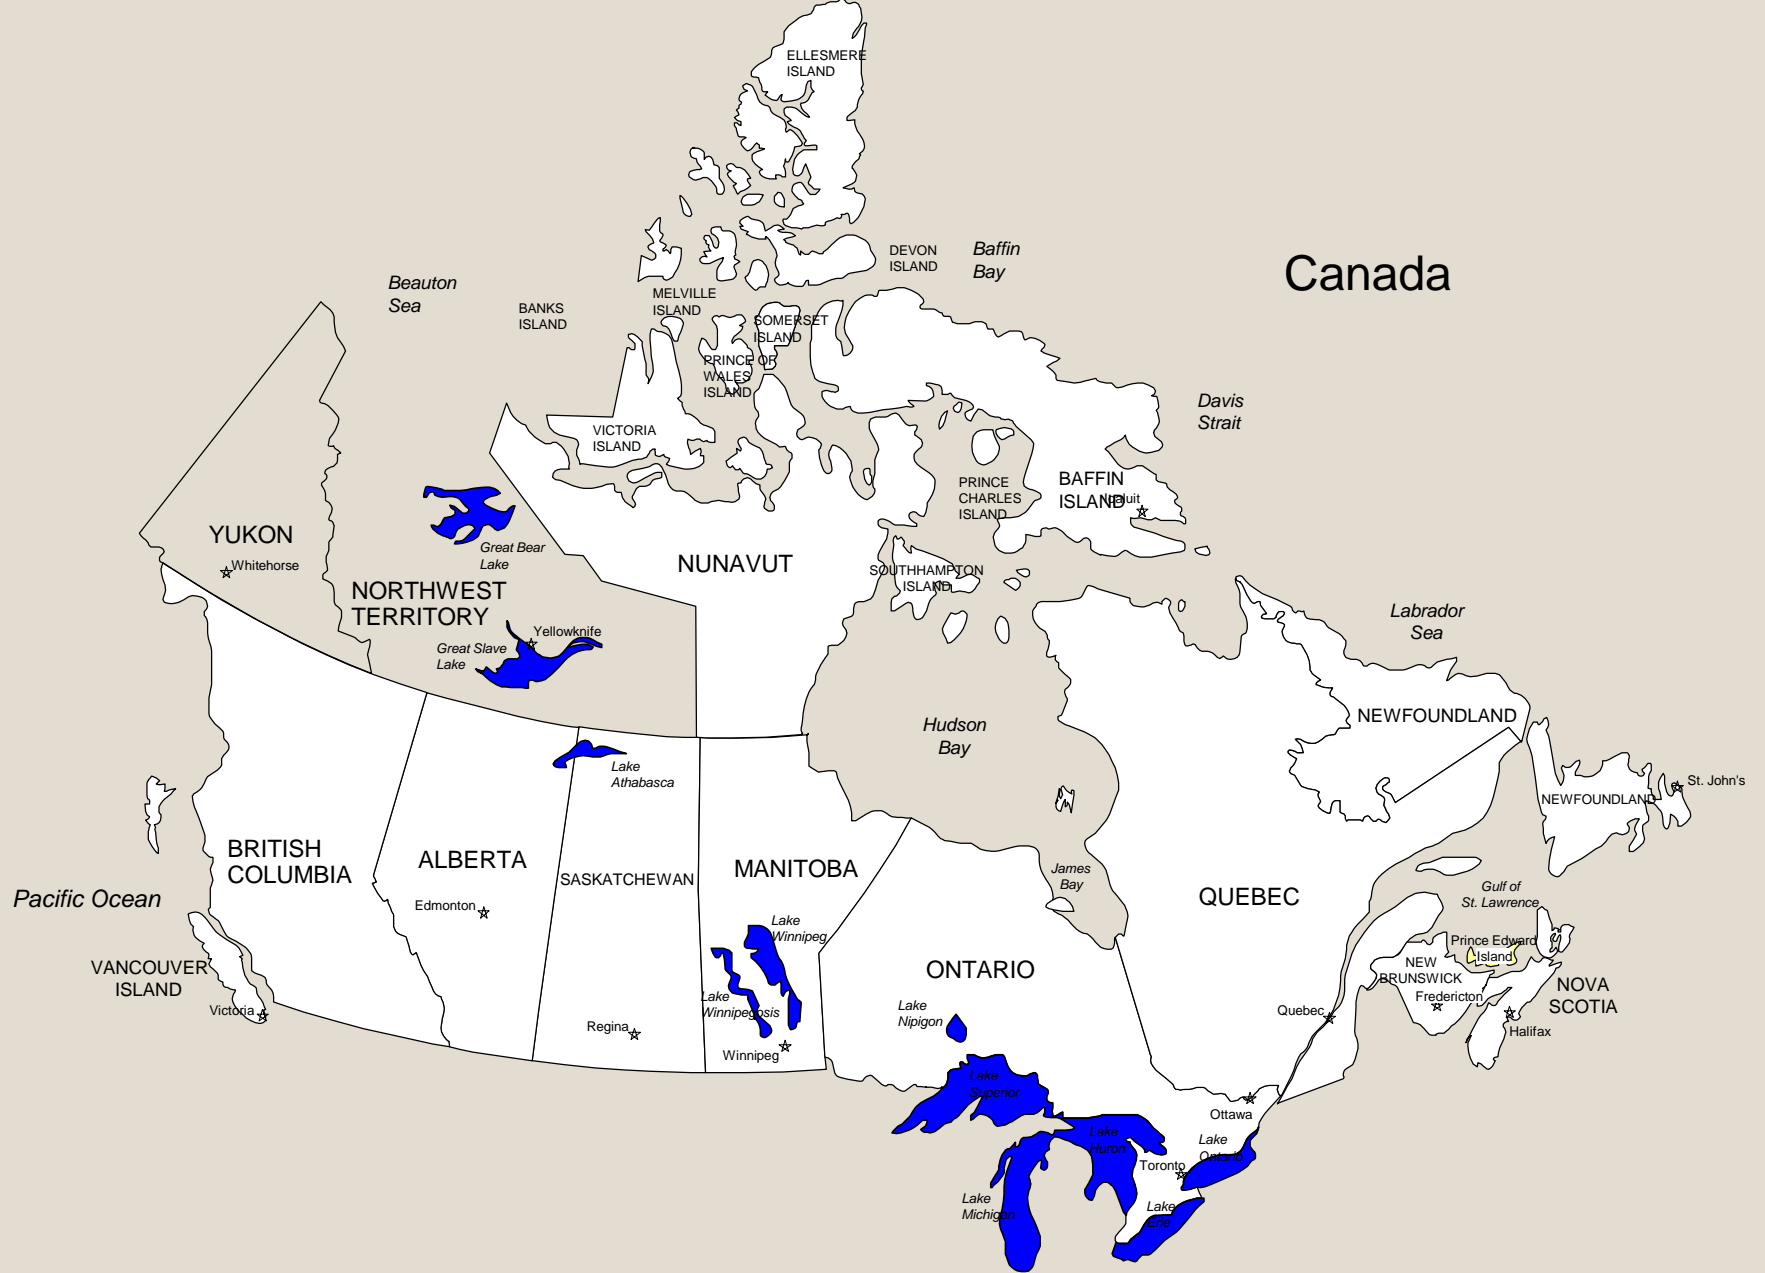 ELLESMERE
ISLAND
DEVON
ISLAND
Baffin
Bay
Canada
Beauton
Sea
BANKS
ISLAND
MELVILLE
ISLAND
SOMERSET
ISLAND
PRINCE OF
WALES
ISLAND
Davis
Strait
VICTORIA
ISLAND
PRINCE
CHARLES
ISLAND
BAFFIN
ISLAND
Iqaluit
YUKON
Whitehorse
Great Bear
Lake
NORTHWEST
TERRITORY
NUNAVUT
SOUTHHAMPTON
ISLAND
Labrador
Sea
Yellowknife
Great Slave
Lake
Hudson
Bay
NEWFOUNDLAND
Lake
Athabasca
St. John's
NEWFOUNDLAND
BRITISH
COLUMBIA
ALBERTA
SASKATCHEWAN
MANITOBA
James
Bay
QUEBEC
Gulf of
St. Lawrence
Pacific Ocean
Edmonton
Lake
Winnipeg
Prince Edward
Island
VANCOUVER
ISLAND
ONTARIO
NEW
BRUNSWICK
Fredericton
NOVA
SCOTIA
Victoria
Lake
Winnipegosis
Lake
Nipigon
Quebec
Halifax
Regina
Winnipeg
Lake
Superior
Ottawa
Lake
Huron
Lake
Ontario
Toronto
Lake
Michigan
Lake
Erie